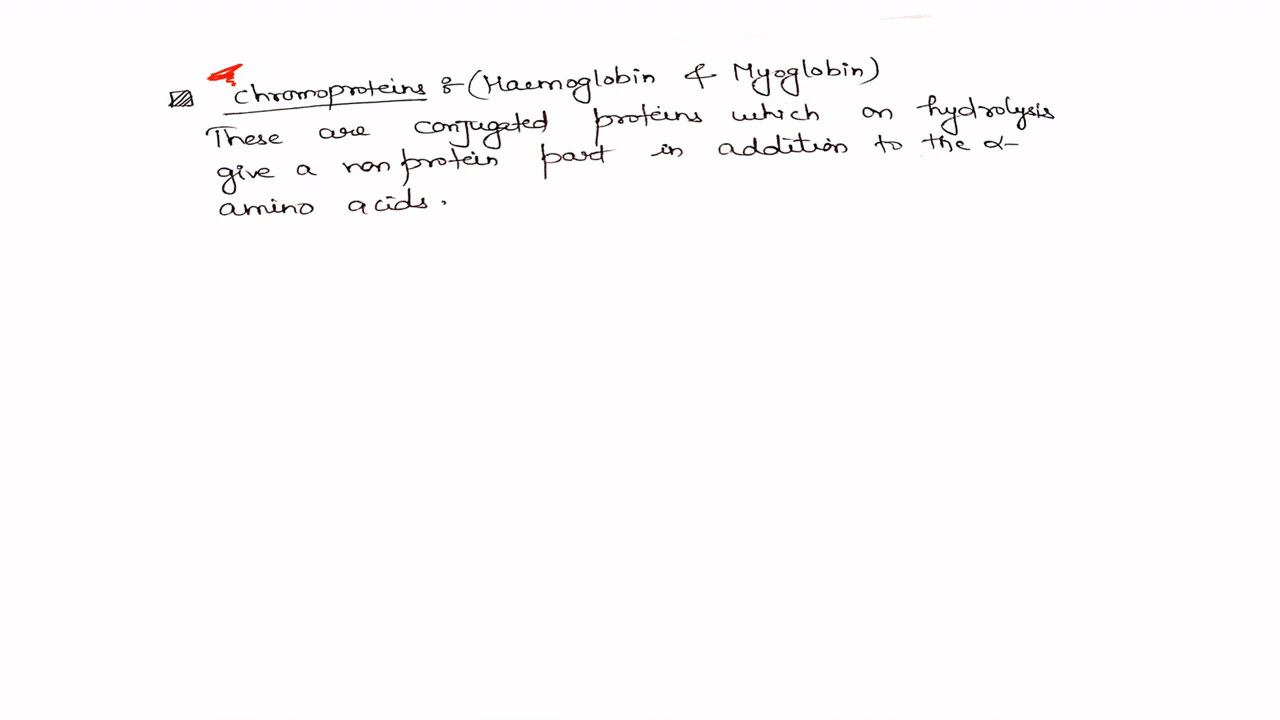 Chromoproteins :- (Haemoglobin & Myoglobin)
These are conjugated proteins which on hydrolysis
give a non protein part in addition to the α-
amino acids.